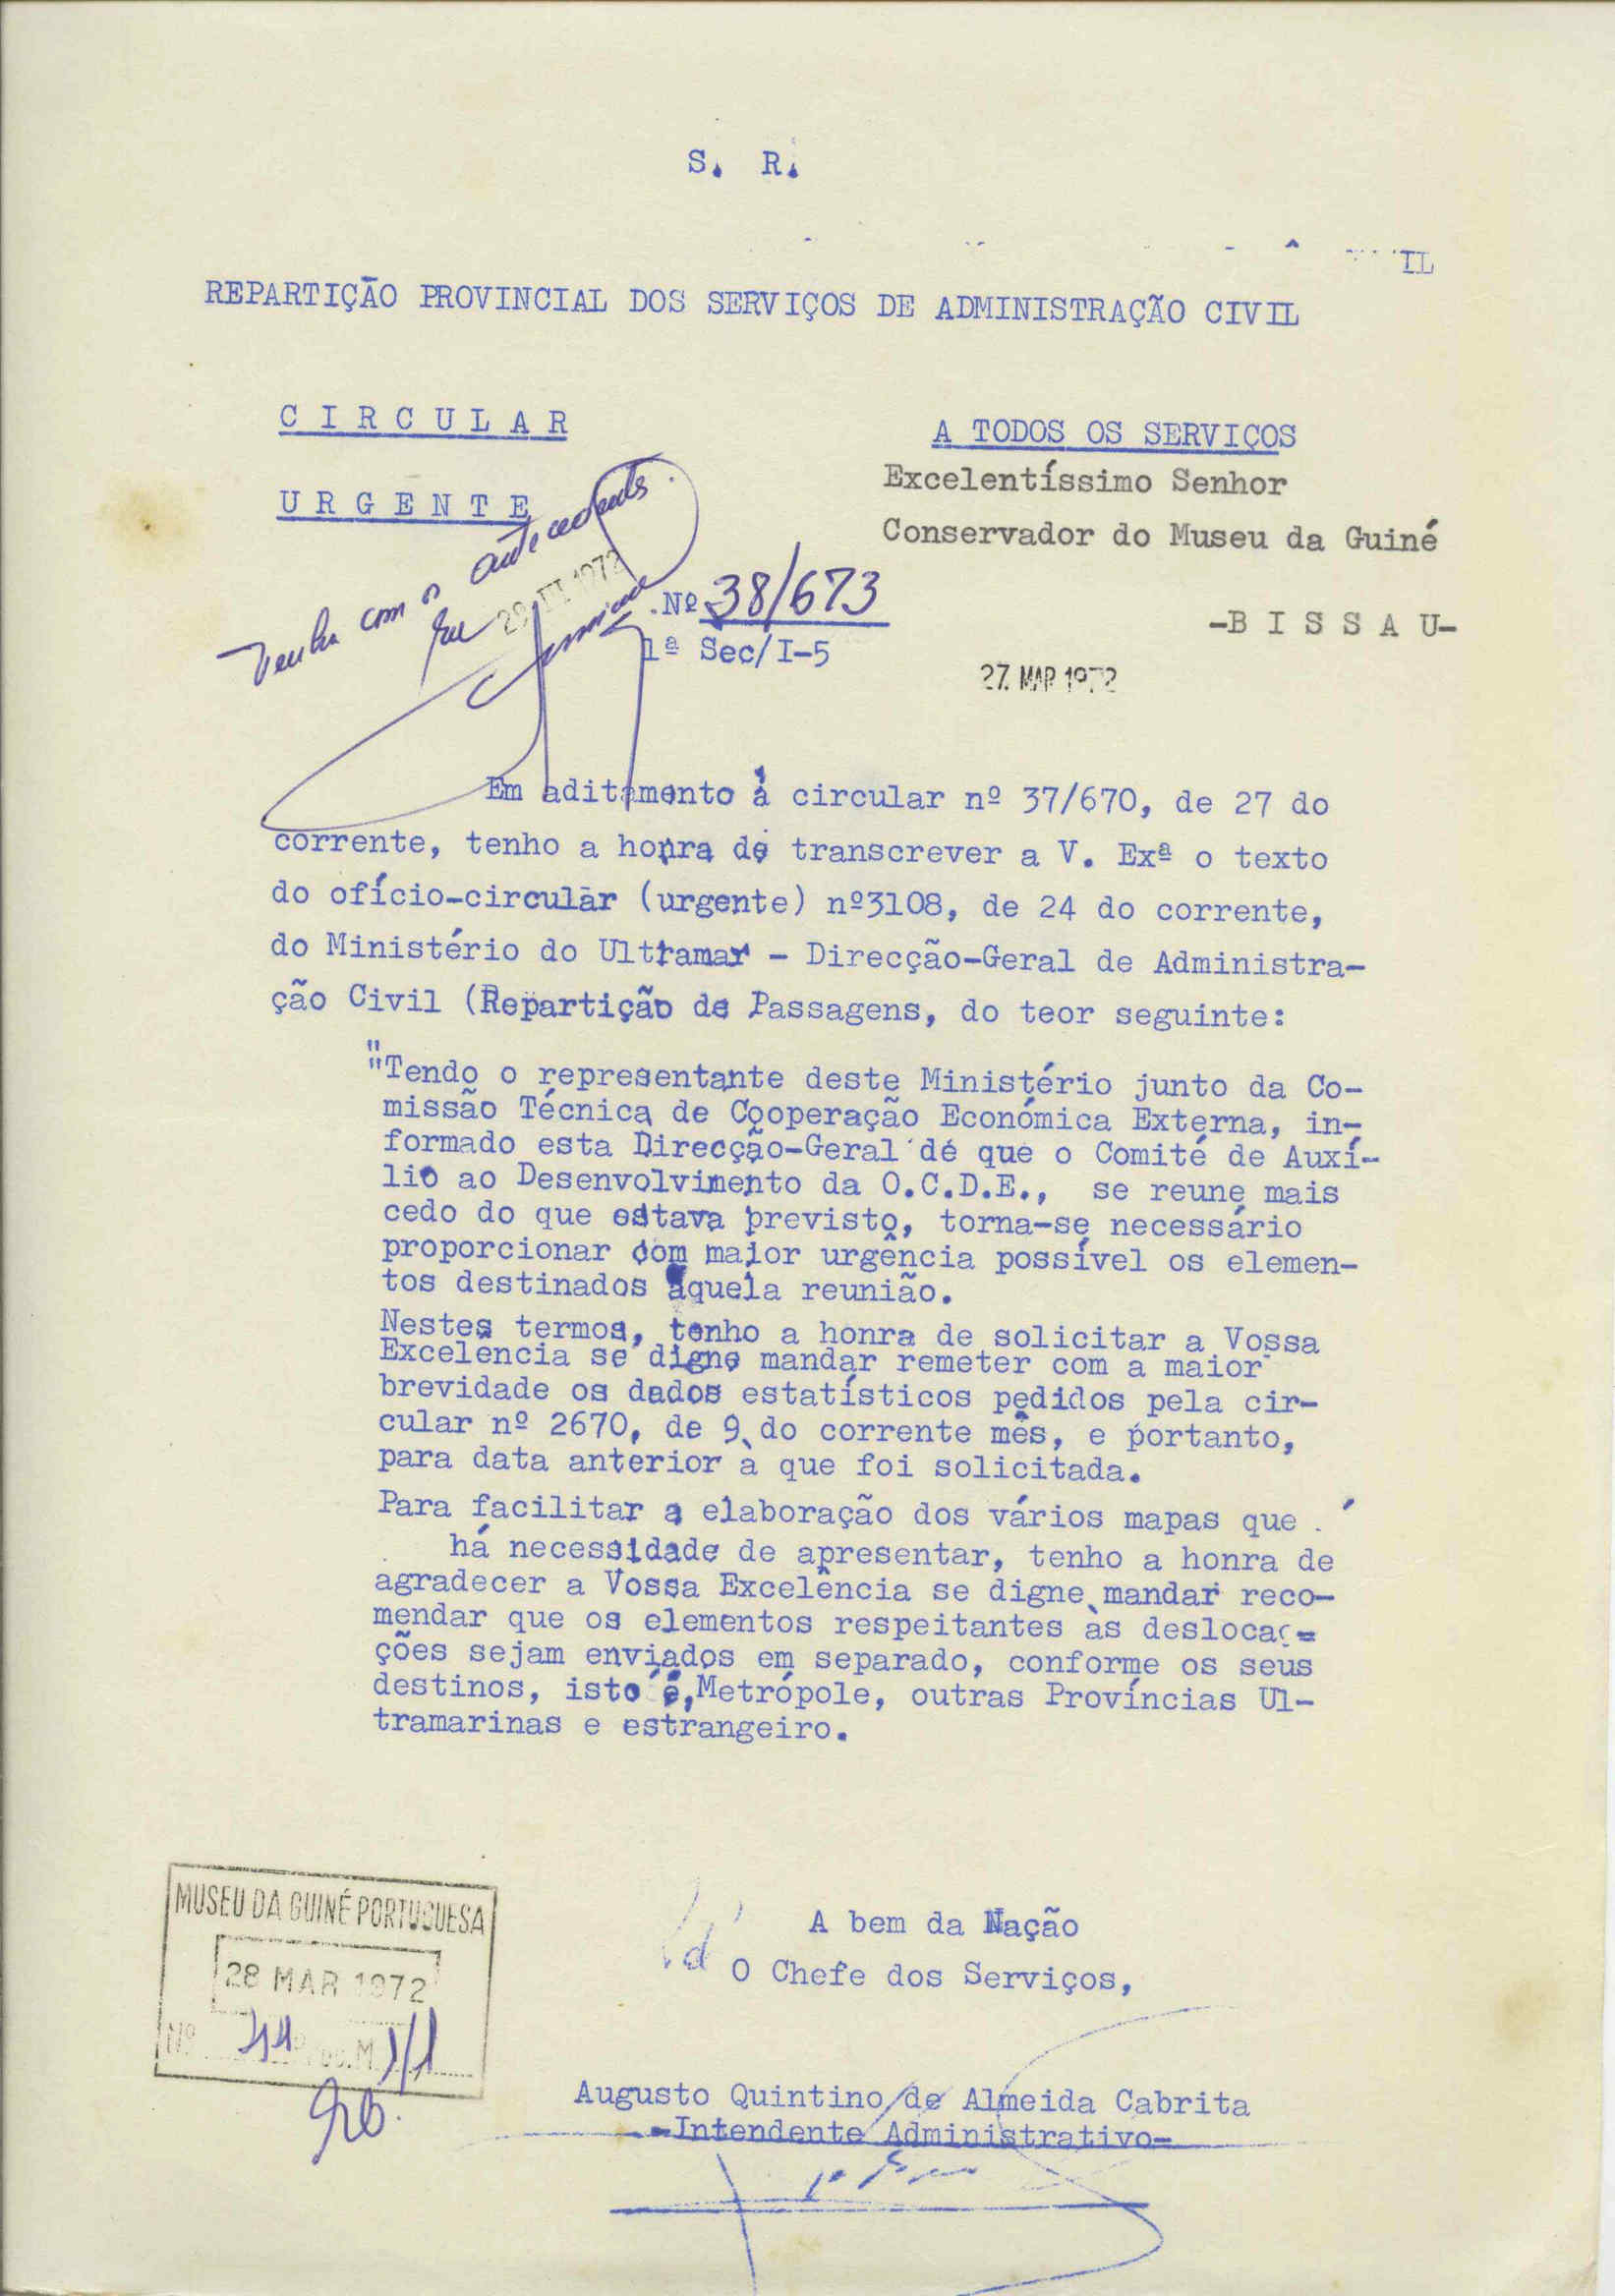 S. R.
REPARTIÇÃO PROVINCIAL DOS SERVIÇOS DE ADMINISTRAÇÃO CIVIL
C I R C U L A R
A TODOS OS SERVIÇOS
Excelentíssimo Senhor
U R G E N T E
Conservador do Museu da Guiné
Venha com o antecedente.
Nº 38/673
-B I S S A U-
1ª Sec/I-5
27. MAR 1972
Em aditamento à circular nº 37/670, de 27 do
corrente, tenho a honra de transcrever a V. Exª o texto
do ofício-circular (urgente) nº3108, de 24 do corrente,
do Ministério do Ultramar - Direcção-Geral de Administra-
ção Civil (Repartição de Passagens, do teor seguinte:
"Tendo o representante deste Ministério junto da Co-
missão Técnica de Cooperação Económica Externa, in-
formado esta Direcção-Geral de que o Comité de Auxí-
lio ao Desenvolvimento da O.C.D.E., se reune mais
cedo do que estava previsto, torna-se necessário
proporcionar com maior urgência possível os elemen-
tos destinados àquela reunião.
Nestes termos, tenho a honra de solicitar a Vossa
Excelencia se digne mandar remeter com a maior
brevidade os dados estatísticos pedidos pela cir-
cular nº 2670, de 9 do corrente mês, e portanto,
para data anterior à que foi solicitada.
Para facilitar a elaboração dos vários mapas que
há necessidade de apresentar, tenho a honra de
agradecer a Vossa Excelência se digne mandar reco-
mendar que os elementos respeitantes às desloca-
ções sejam enviados em separado, conforme os seus
destinos, isto é, Metrópole, outras Províncias Ul-
tramarinas e estrangeiro.
MUSEU DA GUINÉ PORTUGUESA
28 MAR 1972
Nº
A bem da Nação
O Chefe dos Serviços,
Augusto Quintino de Almeida Cabrita
-Intendente Administrativo-